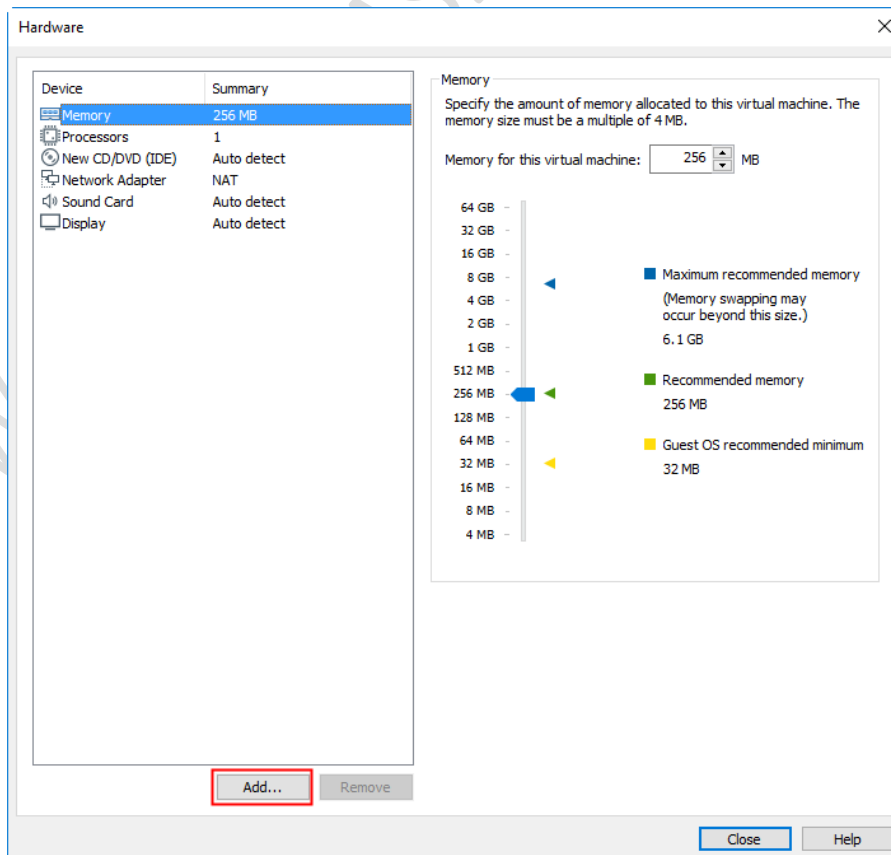 Hardware
Device Summary
Memory 256 MB
Processors 1
New CD/DVD (IDE) Auto detect
Network Adapter NAT
Sound Card Auto detect
Display Auto detect
Add... Remove
Memory
Specify the amount of memory allocated to this virtual machine. The
memory size must be a multiple of 4 MB.
Memory for this virtual machine: 256 MB
64 GB
32 GB
16 GB
8 GB
4 GB
2 GB
1 GB
512 MB
256 MB
128 MB
64 MB
32 MB
16 MB
8 MB
4 MB
Maximum recommended memory
(Memory swapping may
occur beyond this size.)
6.1 GB
Recommended memory
256 MB
Guest OS recommended minimum
32 MB
Close Help